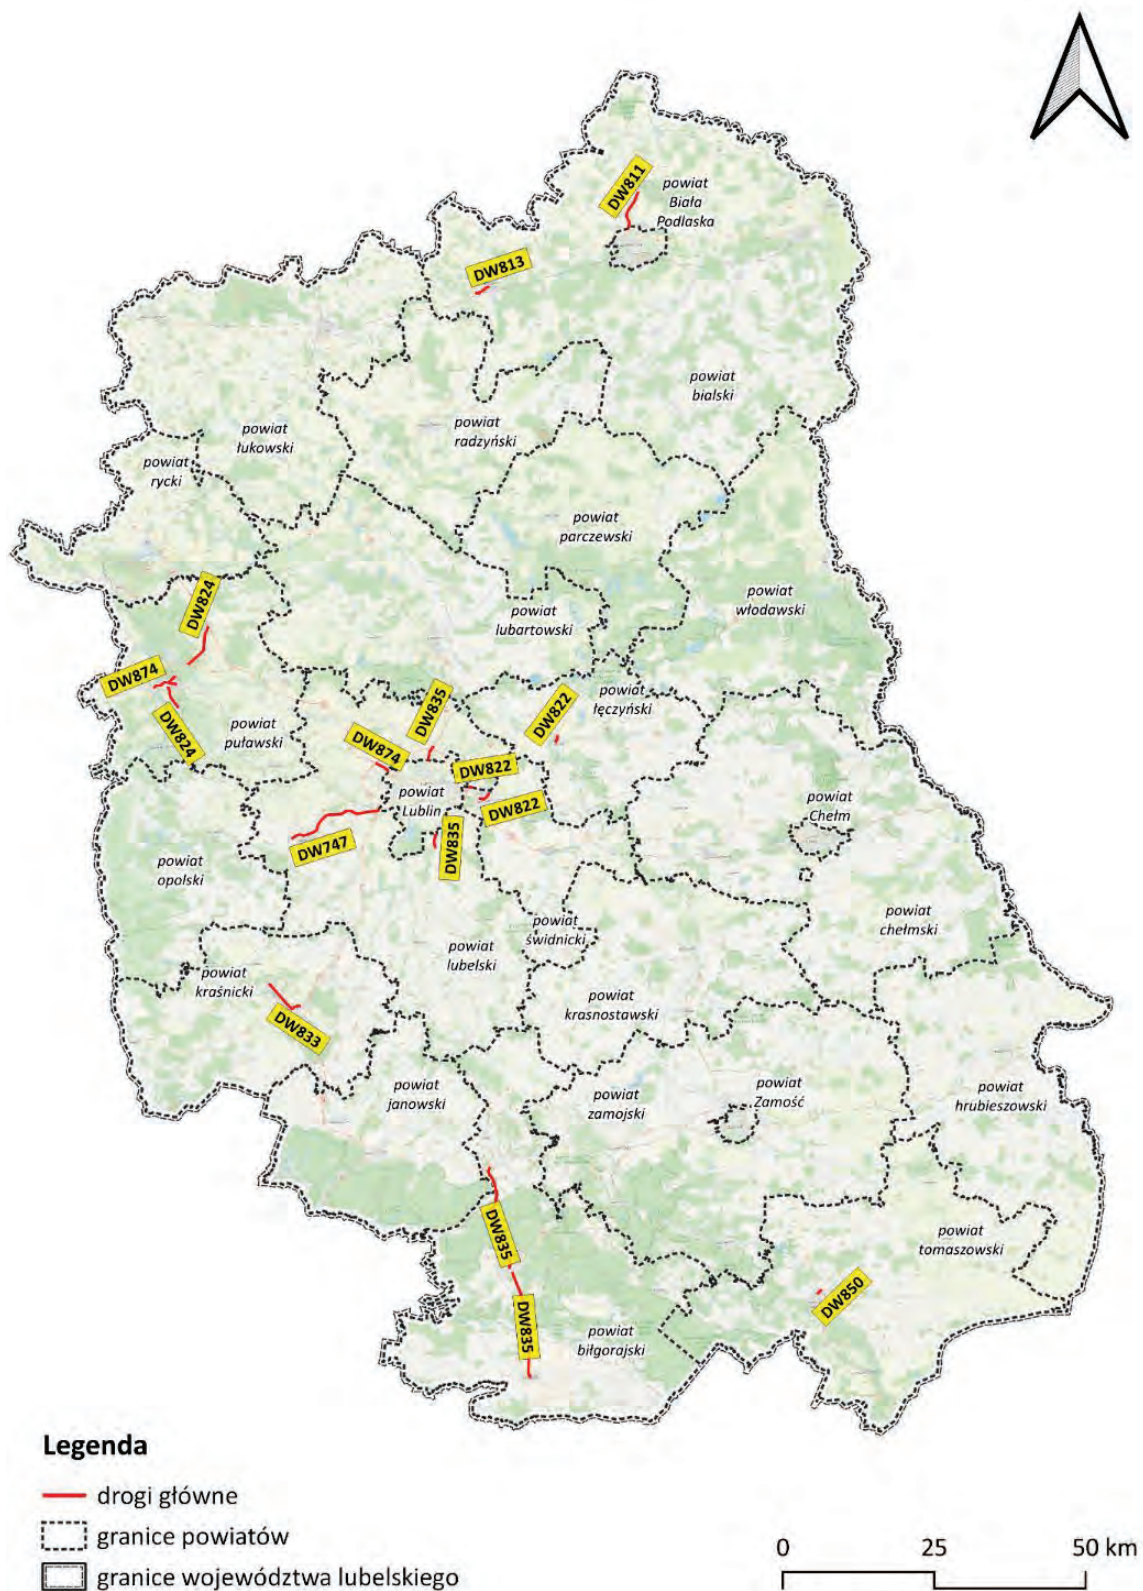 DW811
powiat
Biała
Podlaska
DW813
powiat
bialski
powiat
radzyński
powiat
łukowski
powiat
rycki
powiat
parczewski
DW824
powiat
włodawski
powiat
lubartowski
DW874
powiat
łęczyński
DW835
DW822
DW824
powiat
puławski
DW874
DW822
powiat
Lublin
DW822
powiat
Chełm
DW747
DW835
powiat
opolski
powiat
chełmski
powiat
świdnicki
powiat
lubelski
powiat
kraśnicki
powiat
krasnostawski
DW833
powiat
janowski
powiat
zamojski
powiat
Zamość
powiat
hrubieszowski
DW835
powiat
tomaszowski
DW850
DW835
powiat
biłgorajski
Legenda
drogi główne
granice powiatów
granice województwa lubelskiego
0 25 50 km